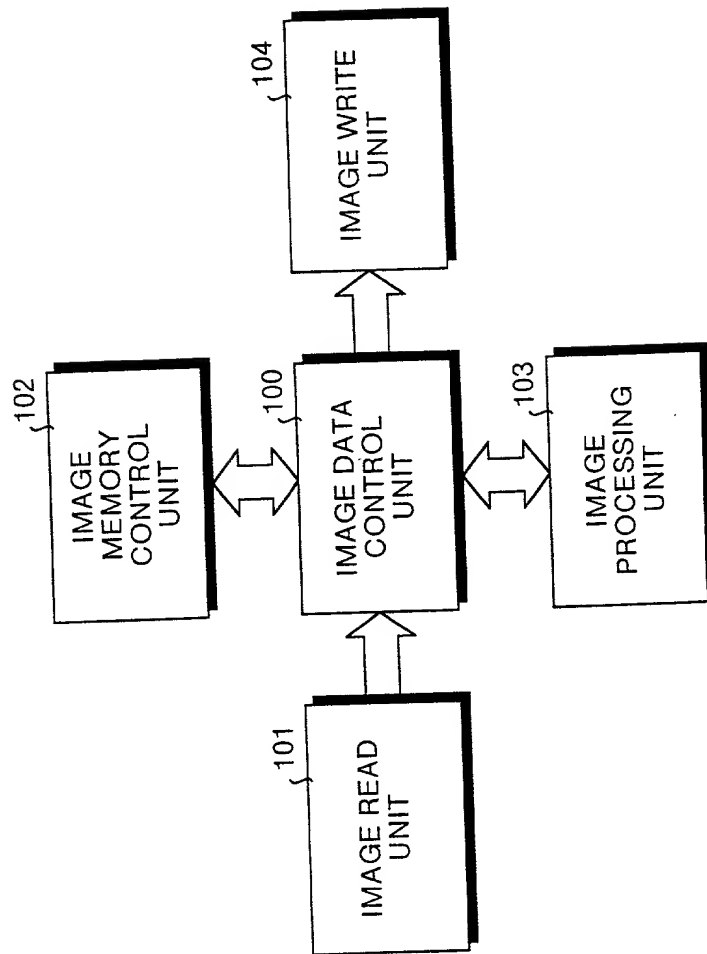 102
IMAGE
MEMORY
CONTROL
UNIT
101
IMAGE READ
UNIT
100
IMAGE DATA
CONTROL
UNIT
104
IMAGE WRITE
UNIT
103
IMAGE
PROCESSING
UNIT